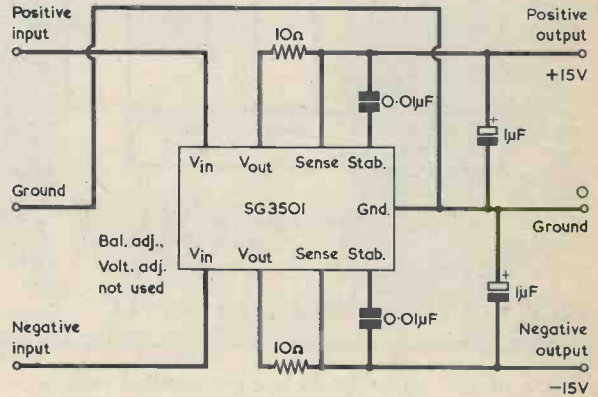 Positive
input
10Ω
Positive
output
+15V
0·01µF
+
1µF
Vin
Vout
Sense
Stab.
Ground
SG3501
Gnd.
O
Ground
Bal. adj.,
Volt. adj.
not used
Vin
Vout
Sense
Stab.
+
1µF
0·01µF
Negative
input
10Ω
Negative
output
−15V